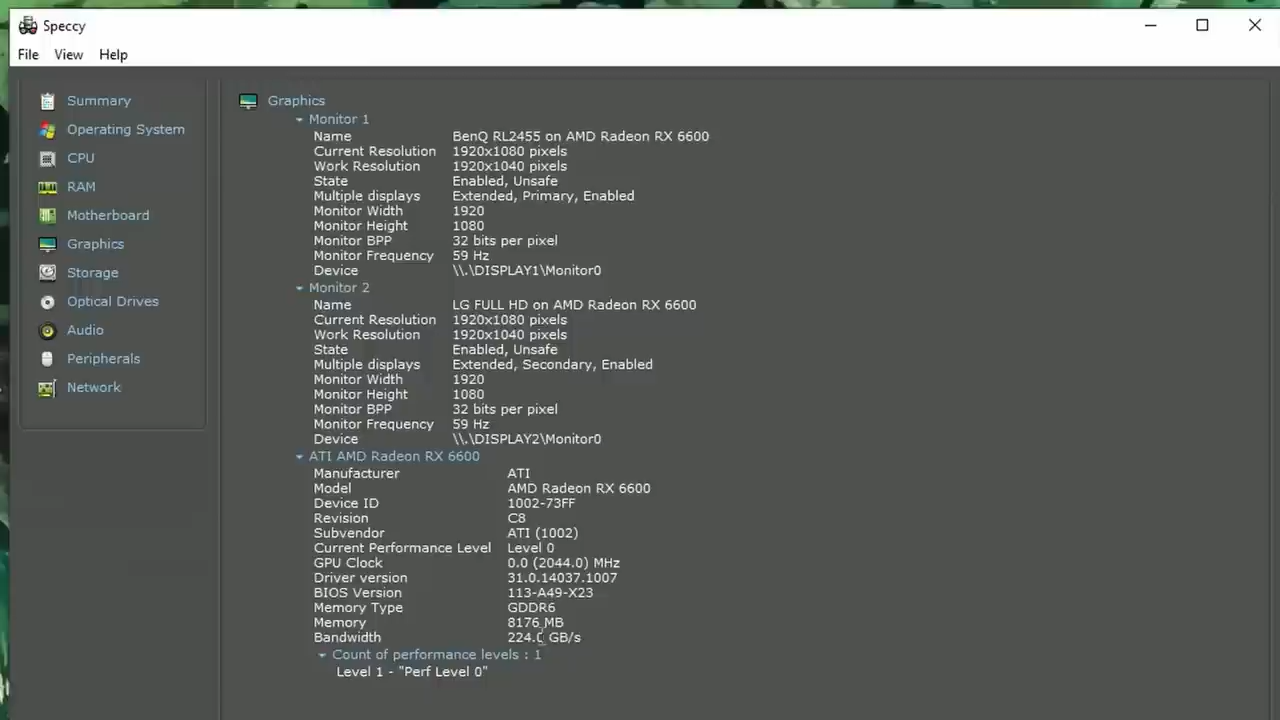 Speccy
File View Help
Summary
Operating System
CPU
RAM
Motherboard
Graphics
Storage
Optical Drives
Audio
Peripherals
Network
Graphics
Monitor 1
Name BenQ RL2455 on AMD Radeon RX 6600
Current Resolution 1920x1080 pixels
Work Resolution 1920x1040 pixels
State Enabled, Unsafe
Multiple displays Extended, Primary, Enabled
Monitor Width 1920
Monitor Height 1080
Monitor BPP 32 bits per pixel
Monitor Frequency 59 Hz
Device \\.\DISPLAY1\Monitor0
Monitor 2
Name LG FULL HD on AMD Radeon RX 6600
Current Resolution 1920x1080 pixels
Work Resolution 1920x1040 pixels
State Enabled, Unsafe
Multiple displays Extended, Secondary, Enabled
Monitor Width 1920
Monitor Height 1080
Monitor BPP 32 bits per pixel
Monitor Frequency 59 Hz
Device \\.\DISPLAY2\Monitor0
ATI AMD Radeon RX 6600
Manufacturer ATI
Model AMD Radeon RX 6600
Device ID 1002-73FF
Revision C8
Subvendor ATI (1002)
Current Performance Level Level 0
GPU Clock 0.0 (2044.0) MHz
Driver version 31.0.14037.1007
BIOS Version 113-A49-X23
Memory Type GDDR6
Memory 8176 MB
Bandwidth 224.0 GB/s
Count of performance levels : 1
Level 1 - "Perf Level 0"